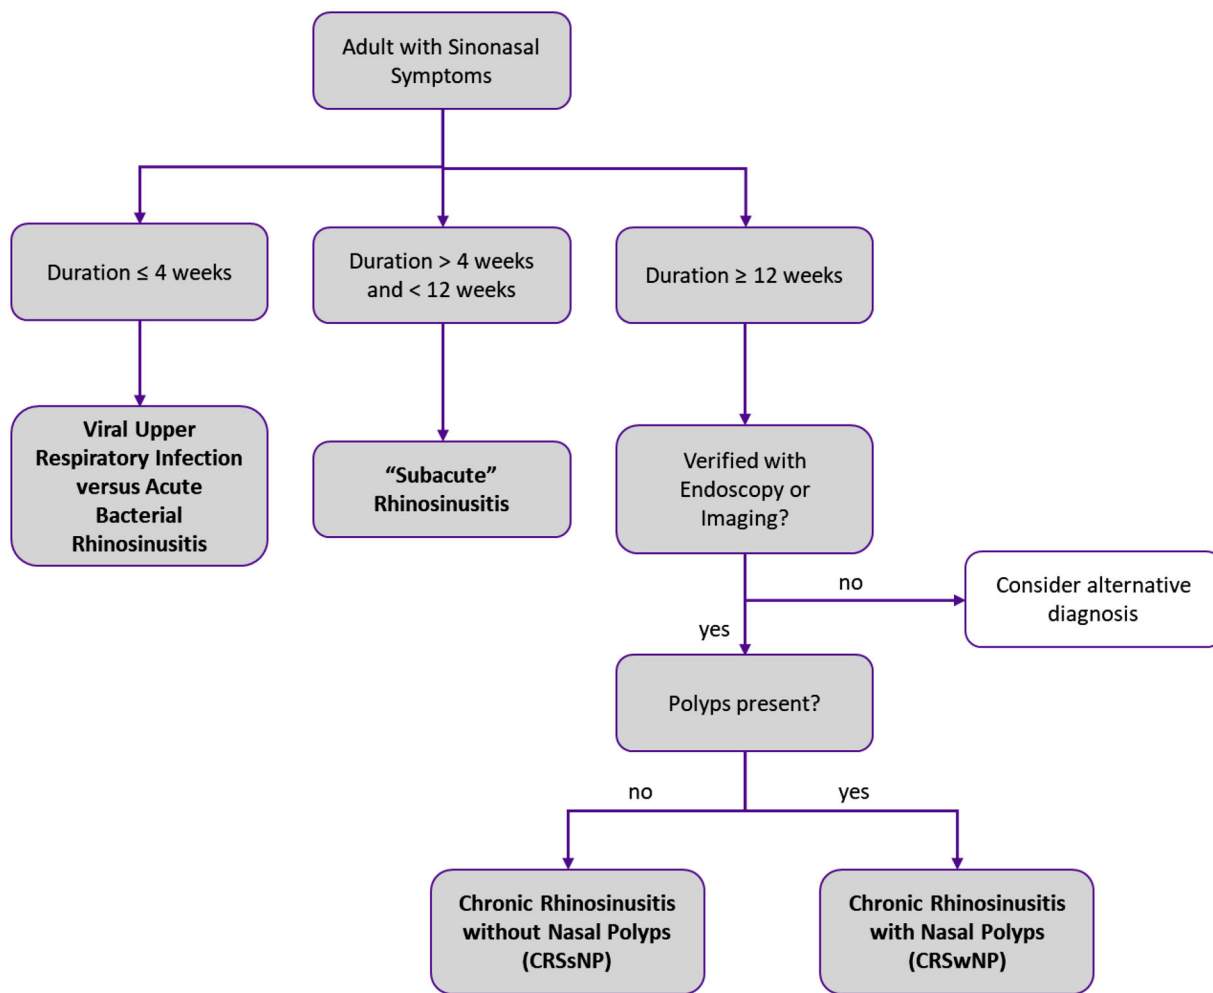 Adult with Sinonasal
Symptoms
Duration ≤ 4 weeks
Duration > 4 weeks
and < 12 weeks
Duration ≥ 12 weeks
Viral Upper
Respiratory Infection
versus Acute
Bacterial
Rhinosinusitis
“Subacute”
Rhinosinusitis
Verified with
Endoscopy or
Imaging?
no
Consider alternative
diagnosis
yes
Polyps present?
no
yes
Chronic Rhinosinusitis
without Nasal Polyps
(CRSsNP)
Chronic Rhinosinusitis
with Nasal Polyps
(CRSwNP)